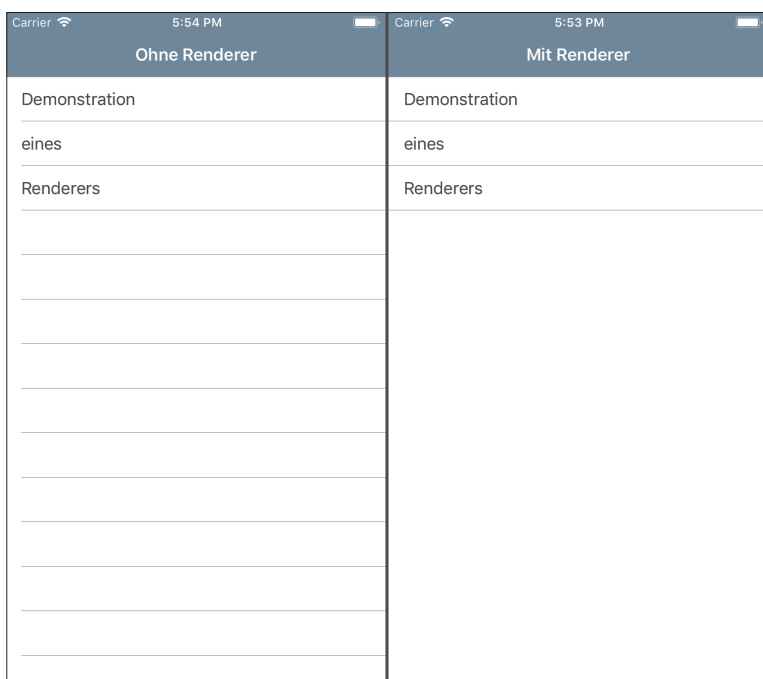 Carrier 5:54 PM
Ohne Renderer
Demonstration
eines
Renderers
Carrier 5:53 PM
Mit Renderer
Demonstration
eines
Renderers